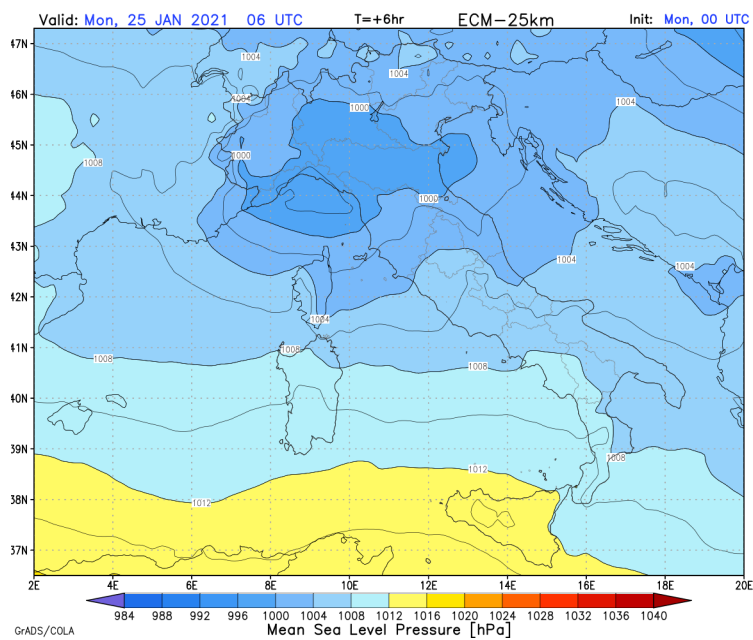 Valid: Mon, 25 JAN 2021 06 UTC T=+6hr ECM-25km Init: Mon, 00 UTC
47N
1004
1004
46N
1004
1000
1004
45N
1000
1008
44N
1000
43N
1004
1004
42N
1004
41N
1008
1008
1008
40N
39N
1012
1008
38N
1012
37N
2E 4E 6E 8E 10E 12E 14E 16E 18E 20E
984 988 992 996 1000 1004 1008 1012 1016 1020 1024 1028 1032 1036 1040
GrADS/COLA
Mean Sea Level Pressure [hPa]